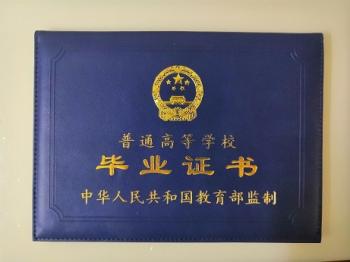 普通高等学校
毕业证书
中华人民共和国教育部监制